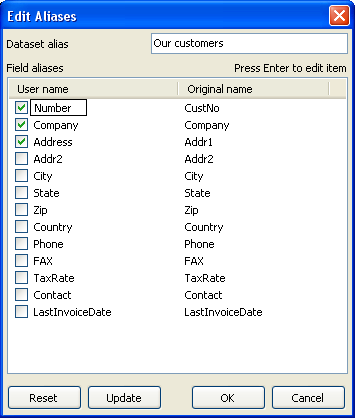 Edit Aliases
Dataset alias Our customers
Field aliases Press Enter to edit item
User name Original name
Number CustNo
Company Company
Address Addr1
Addr2 Addr2
City City
State State
Zip Zip
Country Country
Phone Phone
FAX FAX
TaxRate TaxRate
Contact Contact
LastInvoiceDate LastInvoiceDate
Reset Update OK Cancel